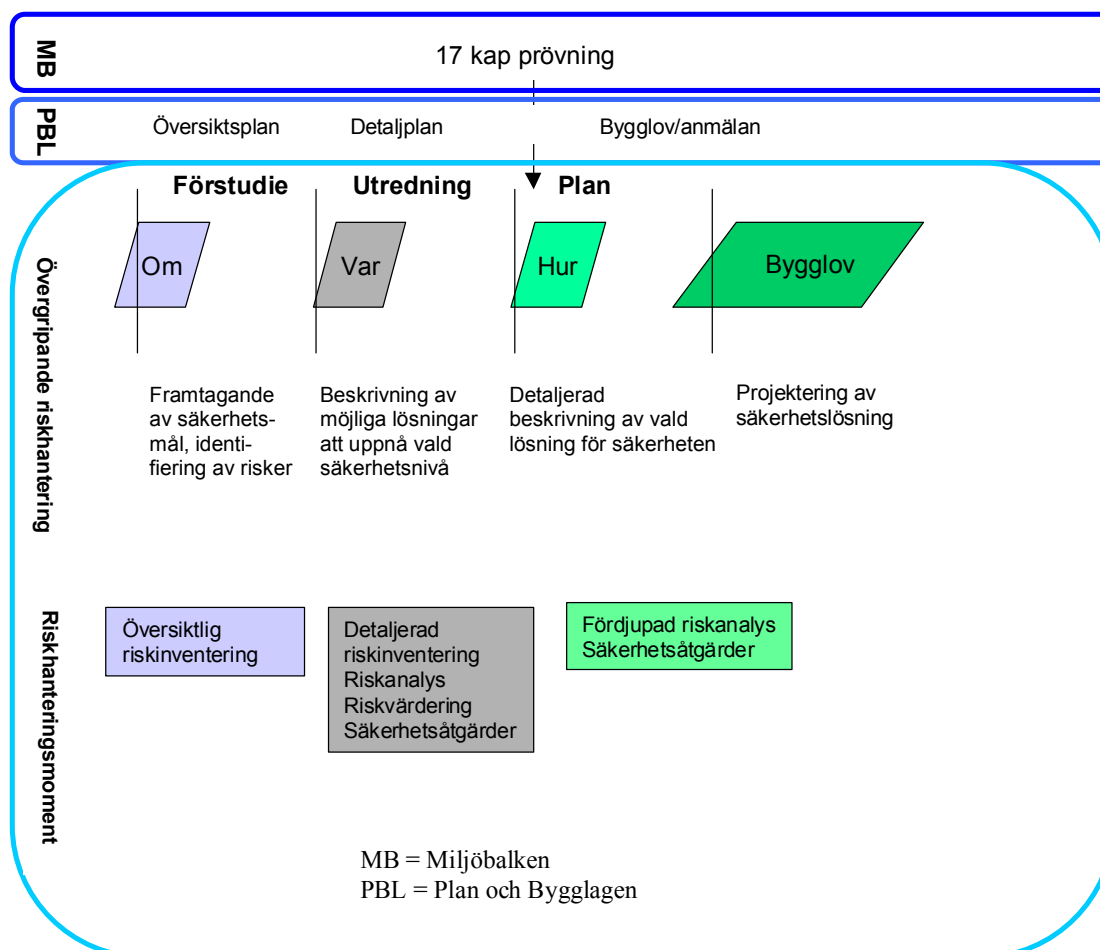 MB
17 kap prövning
PBL
Översiktsplan
Detaljplan
Bygglov/anmälan
Förstudie
Utredning
Plan
Övergripande riskhantering
Om
Var
Hur
Bygglov
Framtagande
av säkerhets-
mål, identi-
fiering av risker
Beskrivning av
möjliga lösningar
att uppnå vald
säkerhetsnivå
Detaljerad
beskrivning av vald
lösning för säkerheten
Projektering av
säkerhetslösning
Riskhanteringsmoment
Översiktlig
riskinventering
Detaljerad
riskinventering
Riskanalys
Riskvärdering
Säkerhetsåtgärder
Fördjupad riskanalys
Säkerhetsåtgärder
MB = Miljöbalken
PBL = Plan och Bygglagen